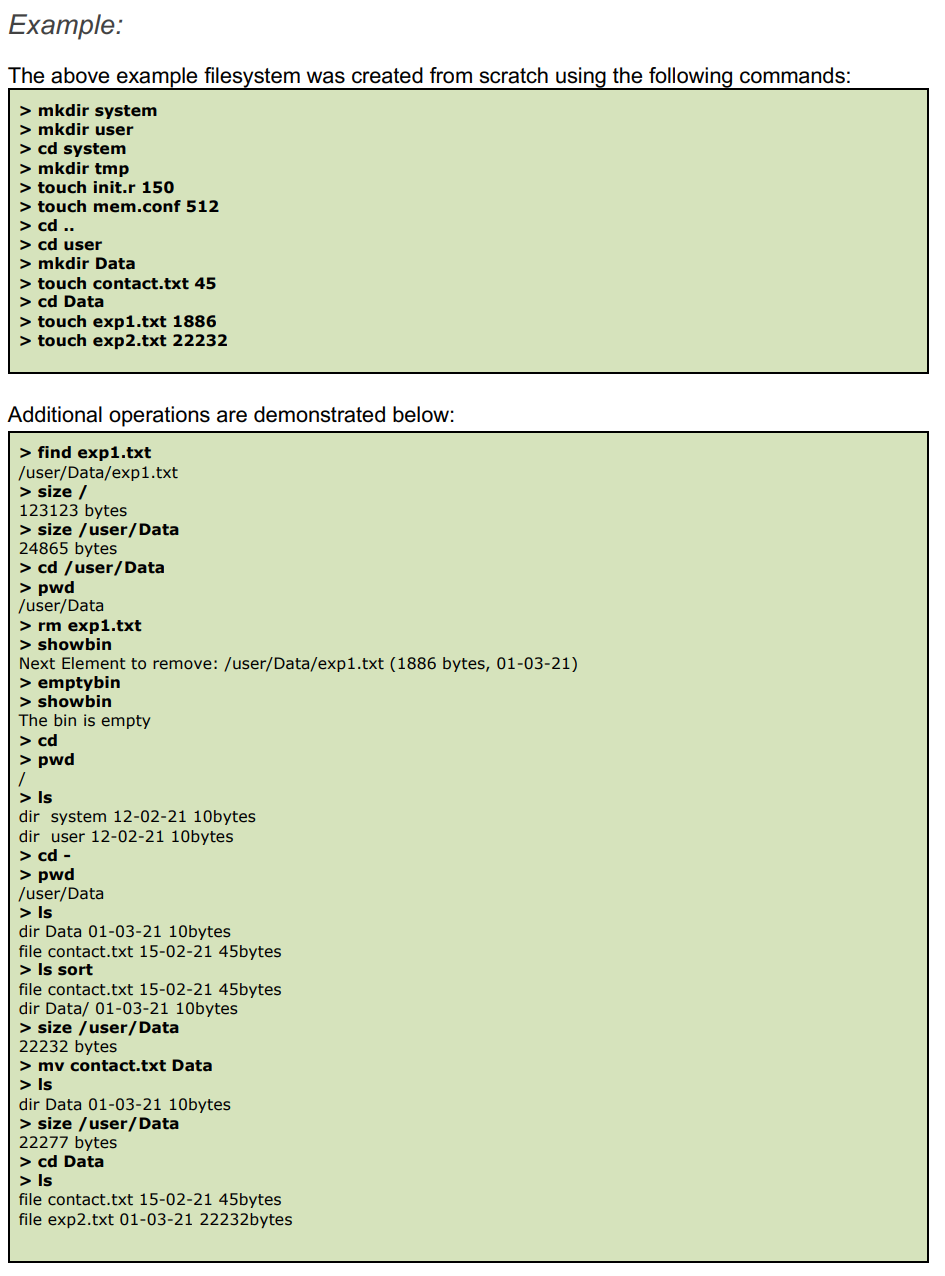 Example:
The above example filesystem was created from scratch using the following commands:
> mkdir system
> mkdir user
> cd system
> mkdir tmp
> touch init.r 150
> touch mem.conf 512
> cd ..
> cd user
> mkdir Data
> touch contact.txt 45
> cd Data
> touch exp1.txt 1886
> touch exp2.txt 22232
Additional operations are demonstrated below:
> find exp1.txt
/user/Data/exp1.txt
> size /
123123 bytes
> size /user/Data
24865 bytes
> cd /user/Data
> pwd
/user/Data
> rm exp1.txt
> showbin
Next Element to remove: /user/Data/exp1.txt (1886 bytes, 01-03-21)
> emptybin
> showbin
The bin is empty
> cd
> pwd
/
> ls
dir  system 12-02-21 10bytes
dir  user 12-02-21 10bytes
> cd -
> pwd
/user/Data
> ls
dir Data 01-03-21 10bytes
file contact.txt 15-02-21 45bytes
> ls sort
file contact.txt 15-02-21 45bytes
dir Data/ 01-03-21 10bytes
> size /user/Data
22232 bytes
> mv contact.txt Data
> ls
dir Data 01-03-21 10bytes
> size /user/Data
22277 bytes
> cd Data
> ls
file contact.txt 15-02-21 45bytes
file exp2.txt 01-03-21 22232bytes